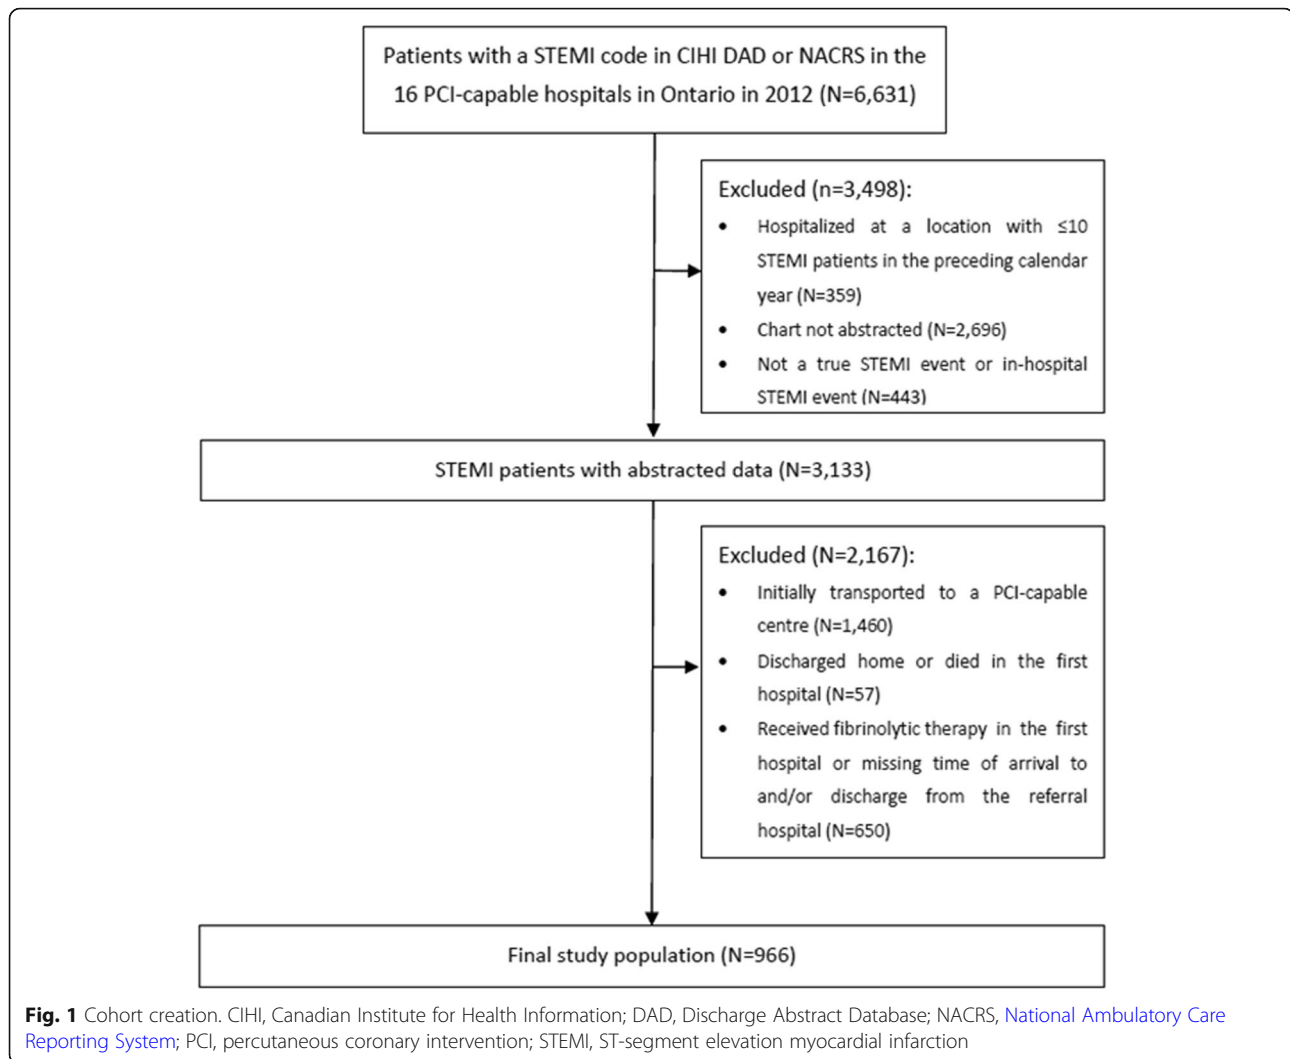 Patients with a STEMI code in CIHI DAD or NACRS in the
16 PCI-capable hospitals in Ontario in 2012 (N=6,631)
Excluded (n=3,498):
• Hospitalized at a location with ≤10
STEMI patients in the preceding calendar
year (N=359)
• Chart not abstracted (N=2,696)
• Not a true STEMI event or in-hospital
STEMI event (N=443)
STEMI patients with abstracted data (N=3,133)
Excluded (N=2,167):
• Initially transported to a PCI-capable
centre (N=1,460)
• Discharged home or died in the first
hospital (N=57)
• Received fibrinolytic therapy in the first
hospital or missing time of arrival to
and/or discharge from the referral
hospital (N=650)
Final study population (N=966)
Fig. 1 Cohort creation. CIHI, Canadian Institute for Health Information; DAD, Discharge Abstract Database; NACRS, National Ambulatory Care
Reporting System; PCI, percutaneous coronary intervention; STEMI, ST-segment elevation myocardial infarction